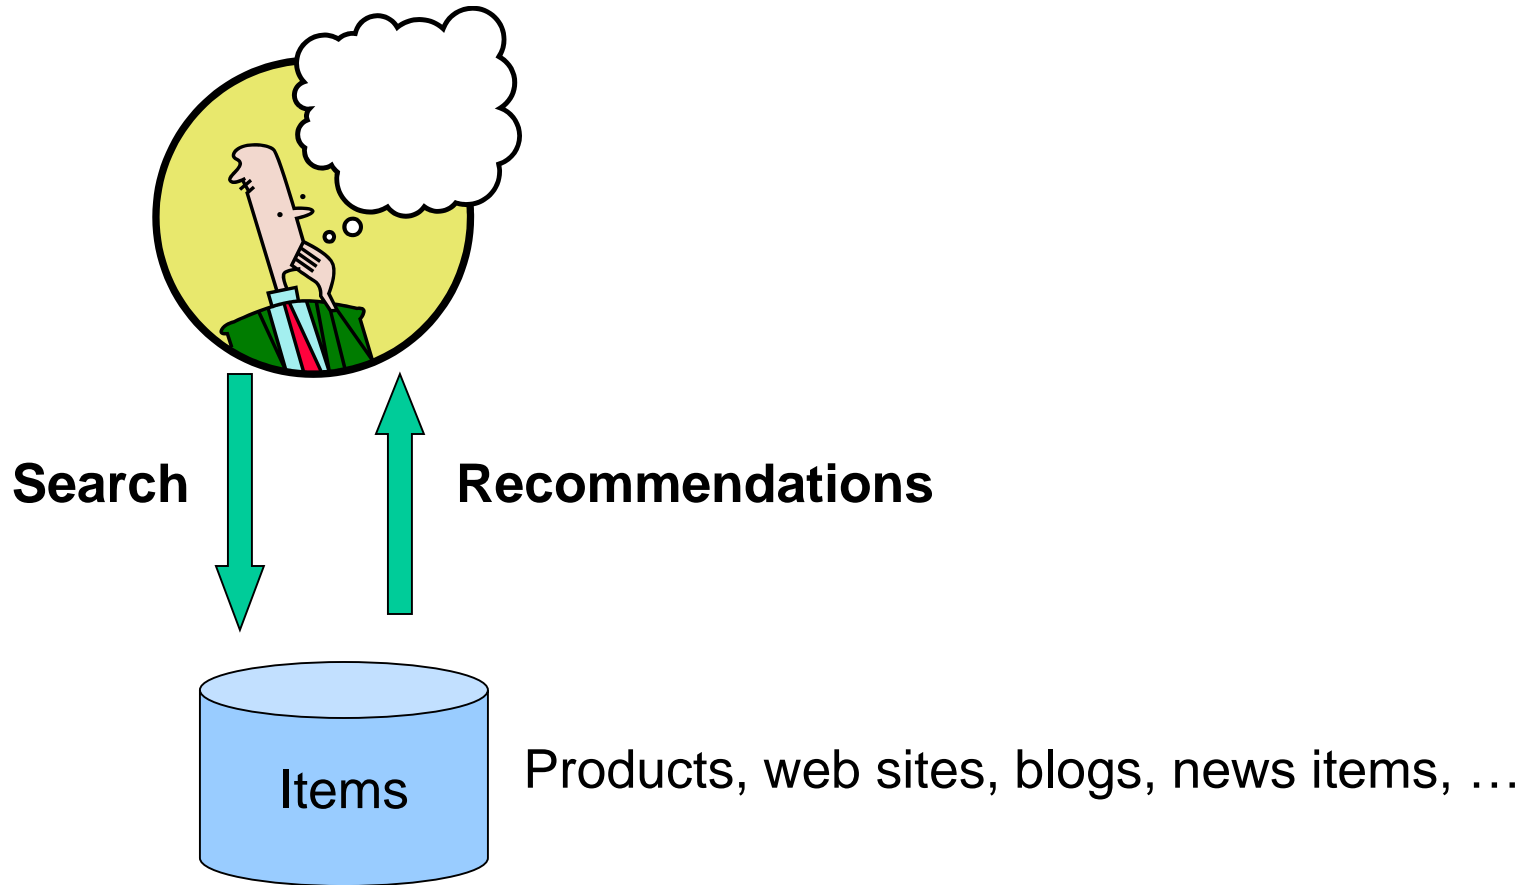 Search
Recommendations
Items
Products, web sites, blogs, news items, …